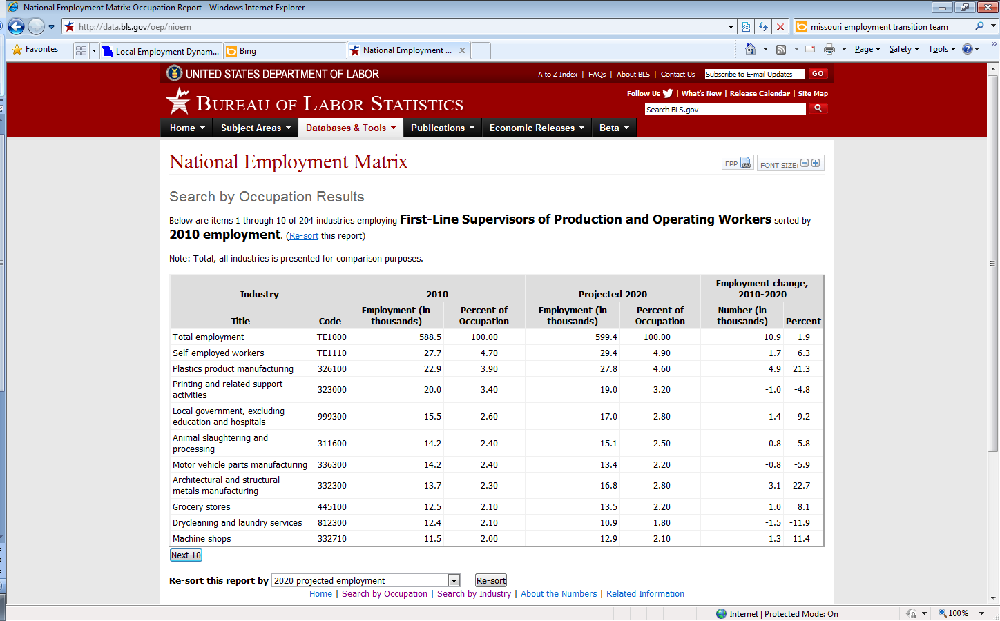 National Employment Matrix: Occupation Report - Windows Internet Explorer
http://data.bls.gov/oep/nioem
missouri employment transition team
Favorites
Local Employment Dynam... Bing National Employment ...
Page Safety Tools
UNITED STATES DEPARTMENT OF LABOR
A to Z Index | FAQs | About BLS | Contact Us Subscribe to E-mail Updates GO
BUREAU OF LABOR STATISTICS
Follow Us | What's New | Release Calendar | Site Map
Search BLS.gov
Home Subject Areas Databases & Tools Publications Economic Releases Beta
National Employment Matrix
EPP FONT SIZE:
Search by Occupation Results
Below are items 1 through 10 of 204 industries employing First-Line Supervisors of Production and Operating Workers sorted by
2010 employment. (Re-sort this report)
Note: Total, all industries is presented for comparison purposes.
Industry 2010 Projected 2020 Employment change, 2010-2020
Title Code Employment (in thousands) Percent of Occupation Employment (in thousands) Percent of Occupation Number (in thousands) Percent
Total employment TE1000 588.5 100.00 599.4 100.00 10.9 1.9
Self-employed workers TE1110 27.7 4.70 29.4 4.90 1.7 6.3
Plastics product manufacturing 326100 22.9 3.90 27.8 4.60 4.9 21.3
Printing and related support activities 323000 20.0 3.40 19.0 3.20 -1.0 -4.8
Local government, excluding education and hospitals 999300 15.5 2.60 17.0 2.80 1.4 9.2
Animal slaughtering and processing 311600 14.2 2.40 15.1 2.50 0.8 5.8
Motor vehicle parts manufacturing 336300 14.2 2.40 13.4 2.20 -0.8 -5.9
Architectural and structural metals manufacturing 332300 13.7 2.30 16.8 2.80 3.1 22.7
Grocery stores 445100 12.5 2.10 13.5 2.20 1.0 8.1
Drycleaning and laundry services 812300 12.4 2.10 10.9 1.80 -1.5 -11.9
Machine shops 332710 11.5 2.00 12.9 2.10 1.3 11.4
Next 10
Re-sort this report by 2020 projected employment Re-sort
Home | Search by Occupation | Search by Industry | About the Numbers | Related Information
Internet | Protected Mode: On 100%